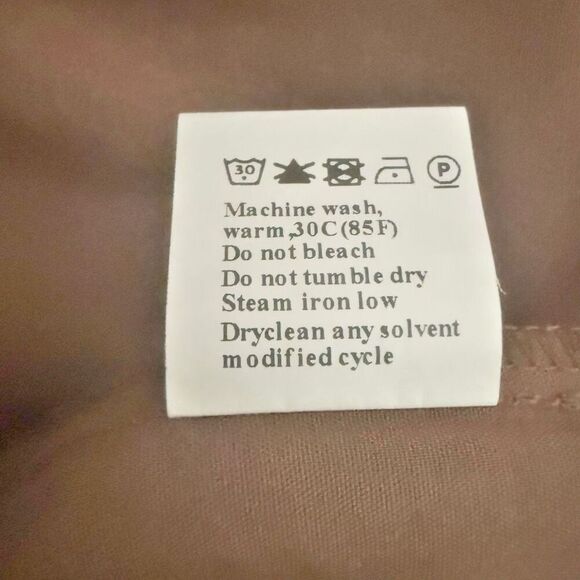 30 P
Machine wash,
warm,30C(85F)
Do not bleach
Do not tumble dry
Steam iron low
Dryclean any solvent
modified cycle